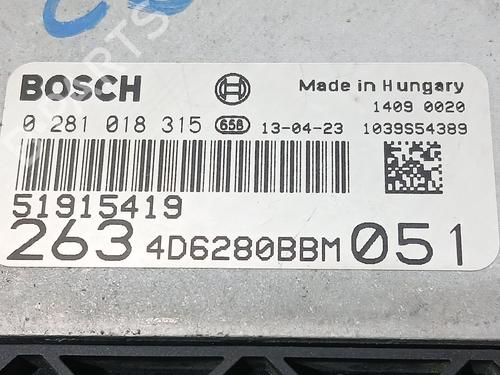 BOSCH Made in Hungary
1409 0020
0 281 018 315 658 13-04-23 1039S54389
51915419
263 4D6280BBM 051